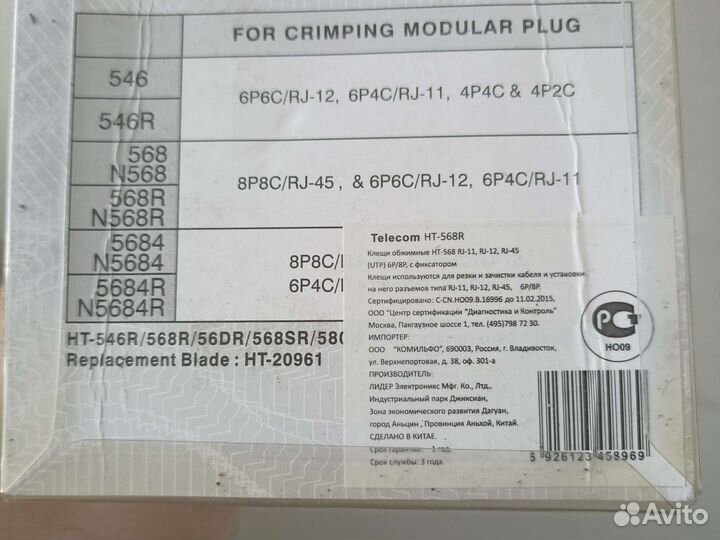 FOR CRIMPING MODULAR PLUG
546
546R
6P6C/RJ-12, 6P4C/RJ-11, 4P4C & 4P2C
568
N568
568R
N568R
8P8C/RJ-45 , & 6P6C/RJ-12, 6P4C/RJ-11
5684
N5684
5684R
N5684R
8P8C/
6P4C/
HT-546R/568R/56DR/568SR/580
Replacement Blade : HT-20961
Telecom HT-568R
Клещи обжимные HT-568 RJ-11, RJ-12, RJ-45
(UTP) 6P/8P, с фиксатором
Клещи используются для резки и зачистки кабеля и установки
на него разъемов типа RJ-11, RJ-12, RJ-45, 6P/8P.
Сертифицировано: C-CN.HO09.B.16996 до 11.02.2015,
ООО "Центр сертификации "Диагностика и Контроль"
Москва, Пакгаузное шоссе 1, тел.(495)798 72 30.
ИМПОРТЕР:
ООО "КОМИЛЬФО", 690003, Россия, г. Владивосток,
ул. Верхнепортовая, д. 38, оф. 301-а
ПРОИЗВОДИТЕЛЬ:
ЛИДЕР Электроникс Мфг. Ко., Лтд.,
Индустриальный парк Джиксиан,
Зона экономического развития Дагуан,
город Аньцин , Провинция Аньхой, Китай.
СДЕЛАНО В КИТАЕ
Срок гарантии: 1 год.
Срок службы: 3 года.
РСТ
НО09
6 926123 458969
Avito